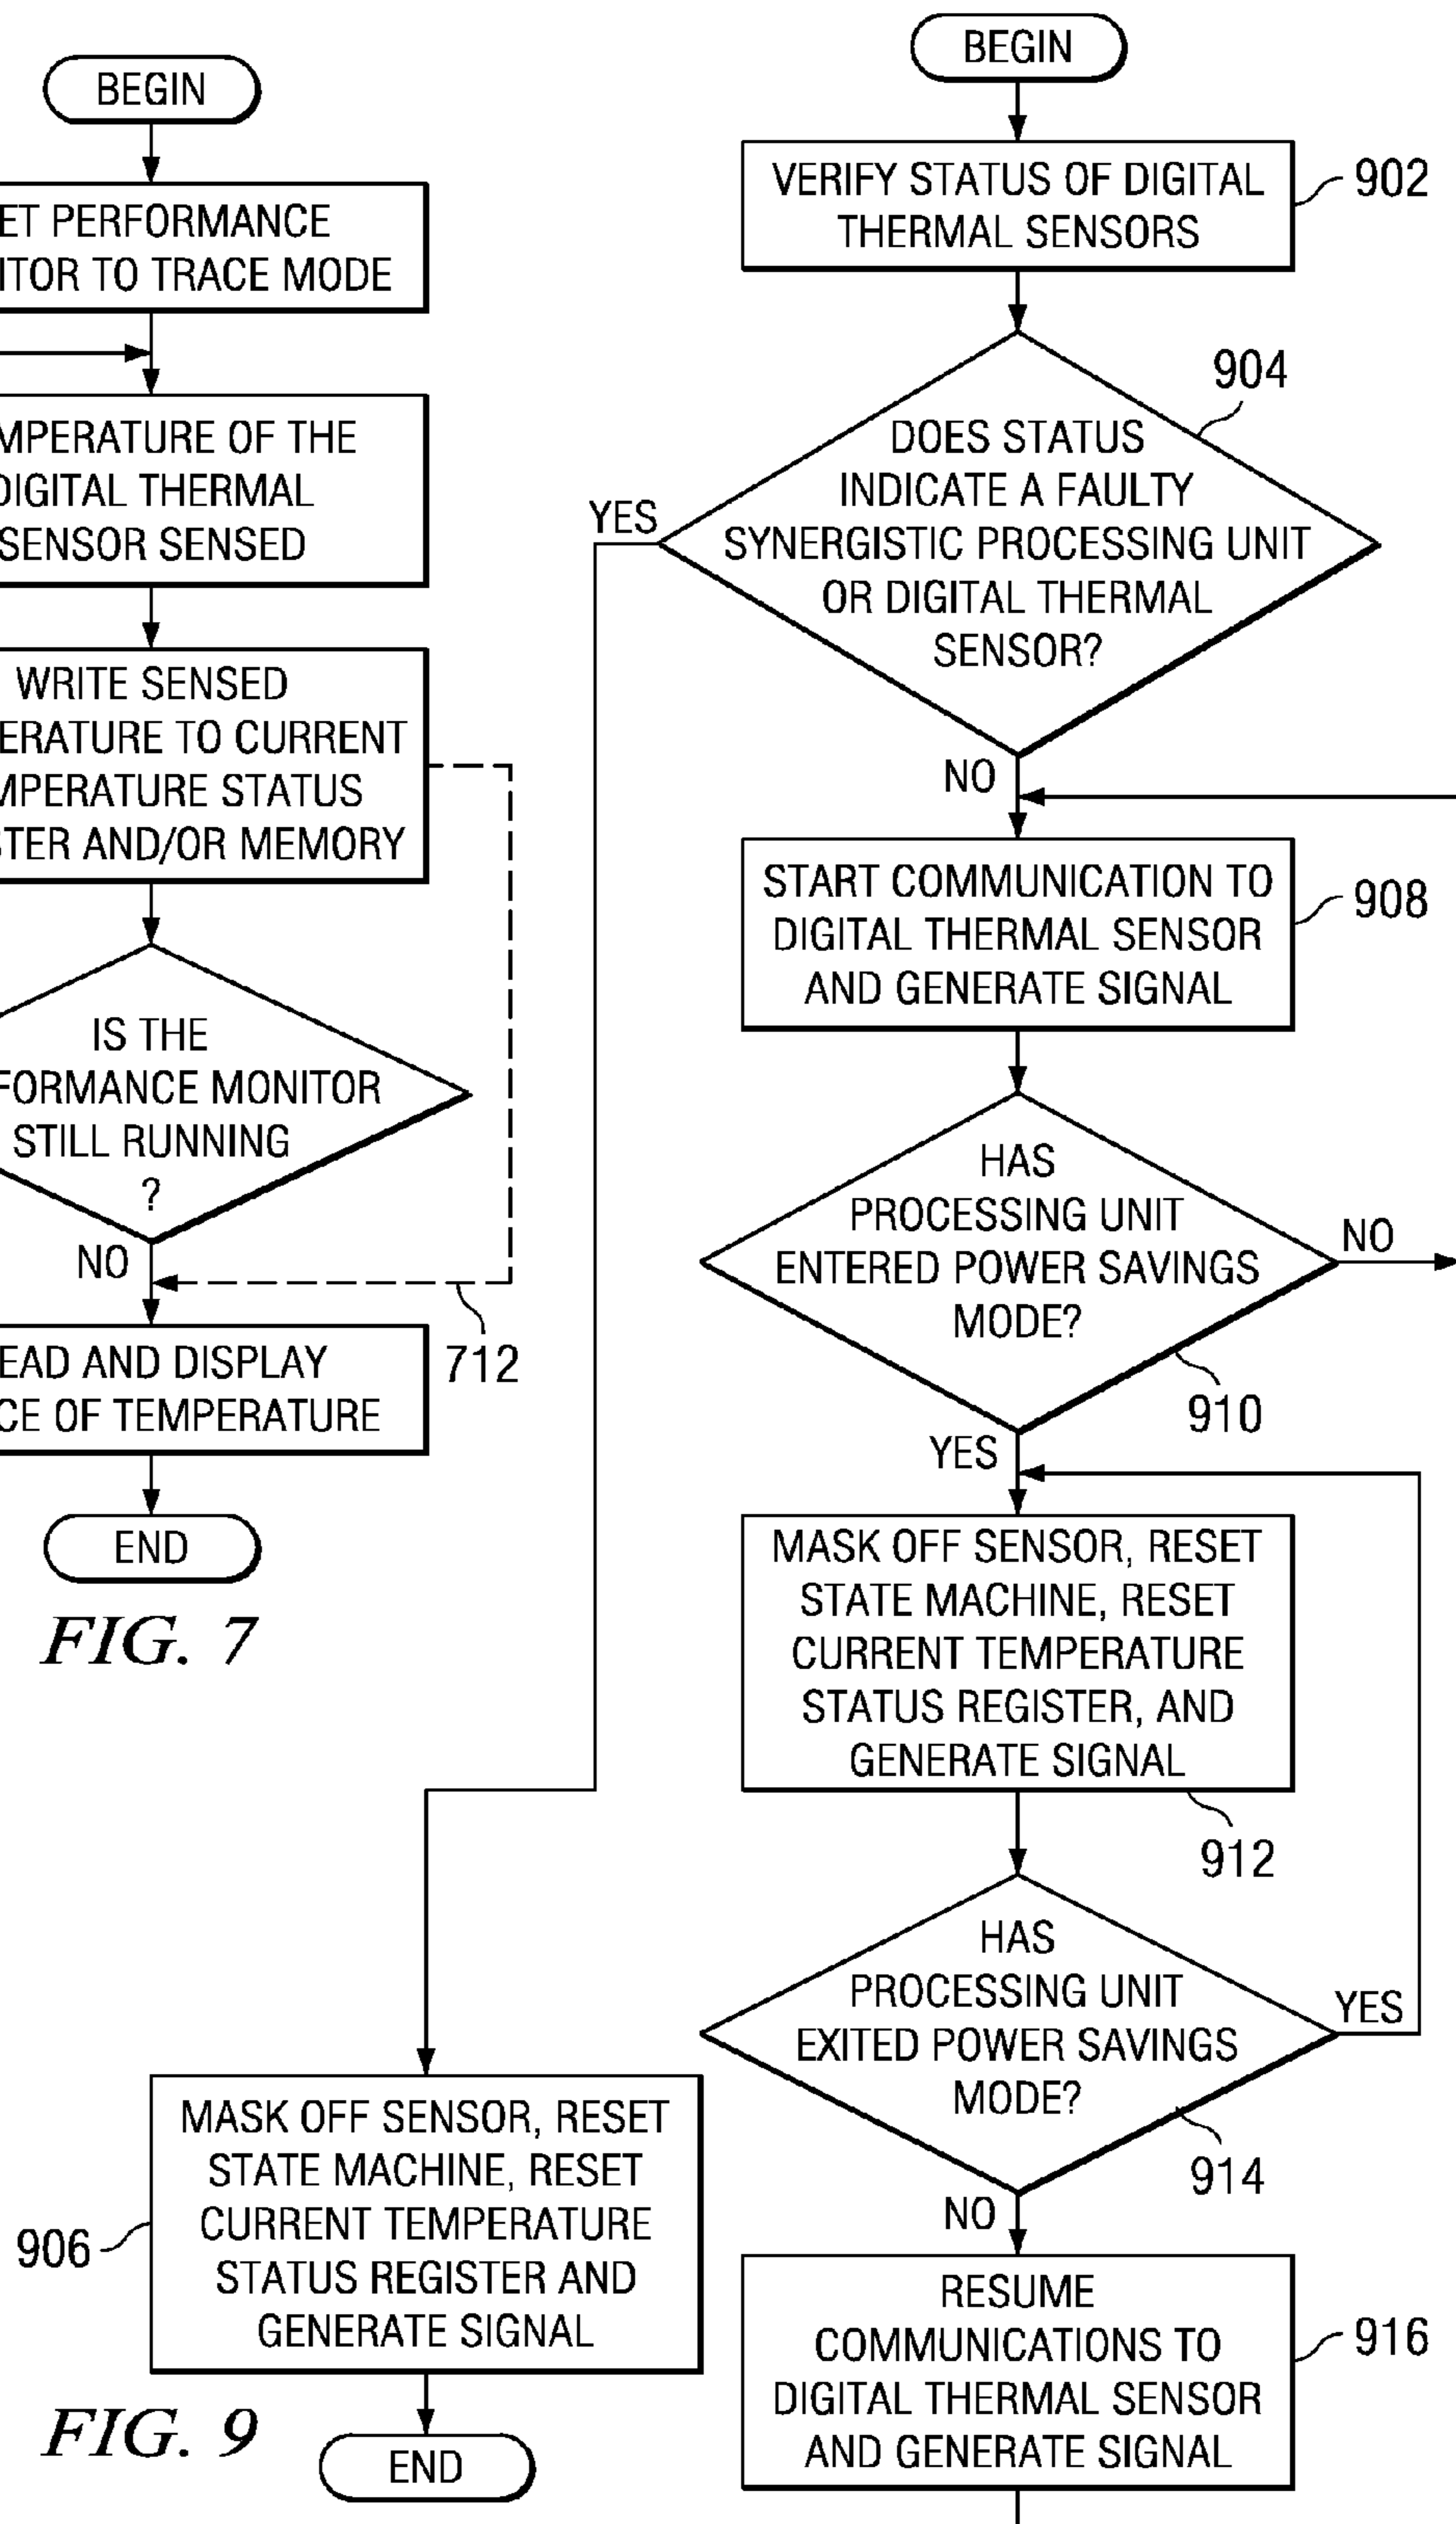 BEGIN
ET PERFORMANCE
ITOR TO TRACE MODE
MPERATURE OF THE
DIGITAL THERMAL
SENSOR SENSED
WRITE SENSED
ERATURE TO CURRENT
MPERATURE STATUS
STER AND/OR MEMORY
IS THE
FORMANCE MONITOR
STILL RUNNING
?
NO
712
EAD AND DISPLAY
CE OF TEMPERATURE
END
FIG. 7
BEGIN
VERIFY STATUS OF DIGITAL
THERMAL SENSORS
902
904
DOES STATUS
INDICATE A FAULTY
SYNERGISTIC PROCESSING UNIT
OR DIGITAL THERMAL
SENSOR?
YES
NO
START COMMUNICATION TO
DIGITAL THERMAL SENSOR
AND GENERATE SIGNAL
908
HAS
PROCESSING UNIT
ENTERED POWER SAVINGS
MODE?
NO
910
YES
MASK OFF SENSOR, RESET
STATE MACHINE, RESET
CURRENT TEMPERATURE
STATUS REGISTER, AND
GENERATE SIGNAL
912
HAS
PROCESSING UNIT
EXITED POWER SAVINGS
MODE?
YES
914
NO
RESUME
COMMUNICATIONS TO
DIGITAL THERMAL SENSOR
AND GENERATE SIGNAL
916
MASK OFF SENSOR, RESET
STATE MACHINE, RESET
CURRENT TEMPERATURE
STATUS REGISTER AND
GENERATE SIGNAL
906
END
FIG. 9